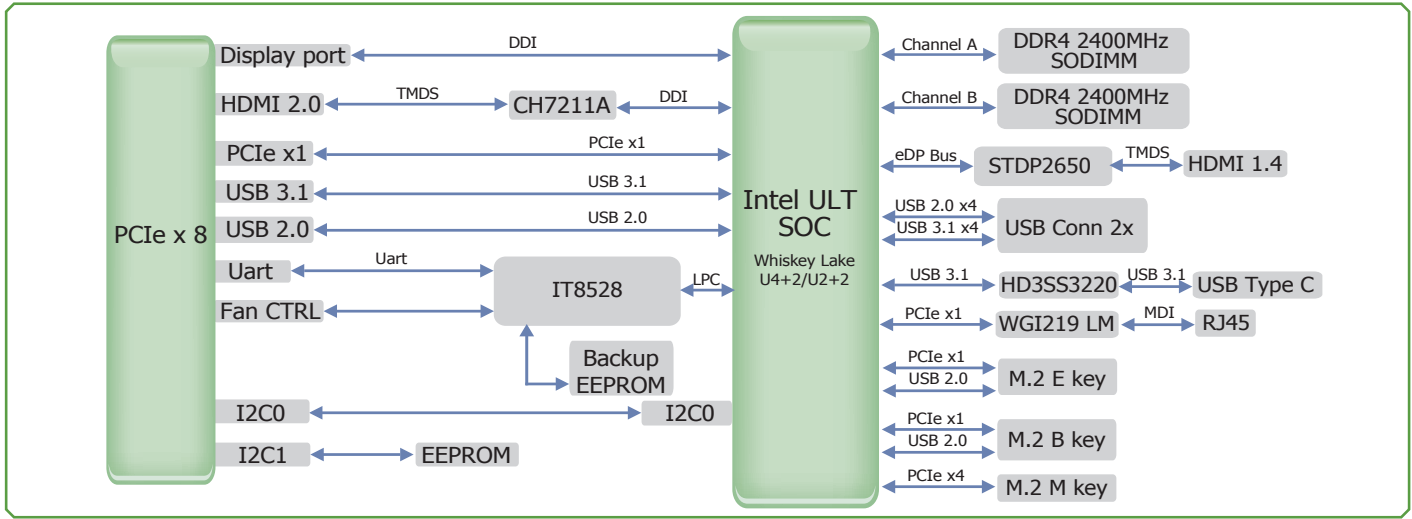 PCIe x 8
Display port
DDI
HDMI 2.0
TMDS
CH7211A
DDI
PCIe x1
PCIe x1
USB 3.1
USB 3.1
USB 2.0
USB 2.0
Uart
Uart
Fan CTRL
IT8528
LPC
Backup
EEPROM
I2C0
I2C0
I2C1
EEPROM
Intel ULT
SOC
Whiskey Lake
U4+2/U2+2
Channel A
DDR4 2400MHz
SODIMM
Channel B
DDR4 2400MHz
SODIMM
eDP Bus
STDP2650
TMDS
HDMI 1.4
USB 2.0 x4
USB 3.1 x4
USB Conn 2x
USB 3.1
HD3SS3220
USB 3.1
USB Type C
PCIe x1
WGI219 LM
MDI
RJ45
PCIe x1
USB 2.0
M.2 E key
PCIe x1
USB 2.0
M.2 B key
PCIe x4
M.2 M key